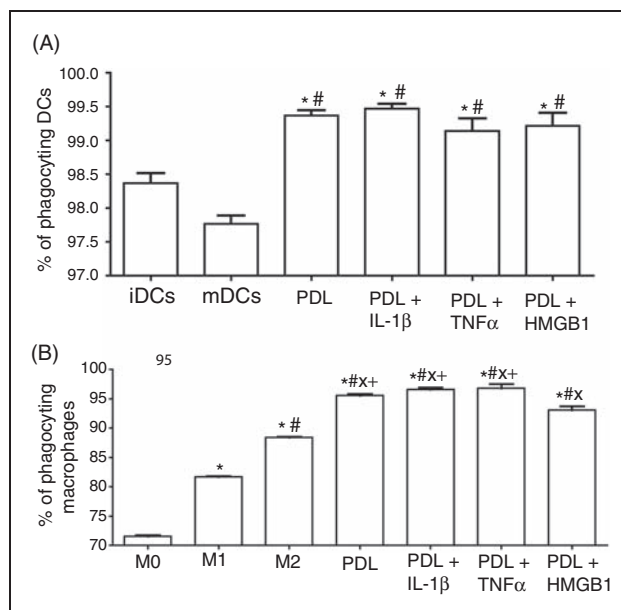 (A)
% of phagocyting DCs
100.0
99.5
99.0
98.5
98.0
97.5
97.0
* #
* #
* #
* #
iDCs mDCs PDL PDL + IL-1β PDL + TNFα PDL + HMGB1
(B)
95
% of phagocyting macrophages
100
95
90
85
80
75
70
*
* #
*#x+
*#x+
*#x+
*#x
M0 M1 M2 PDL PDL + IL-1β PDL + TNFα PDL + HMGB1